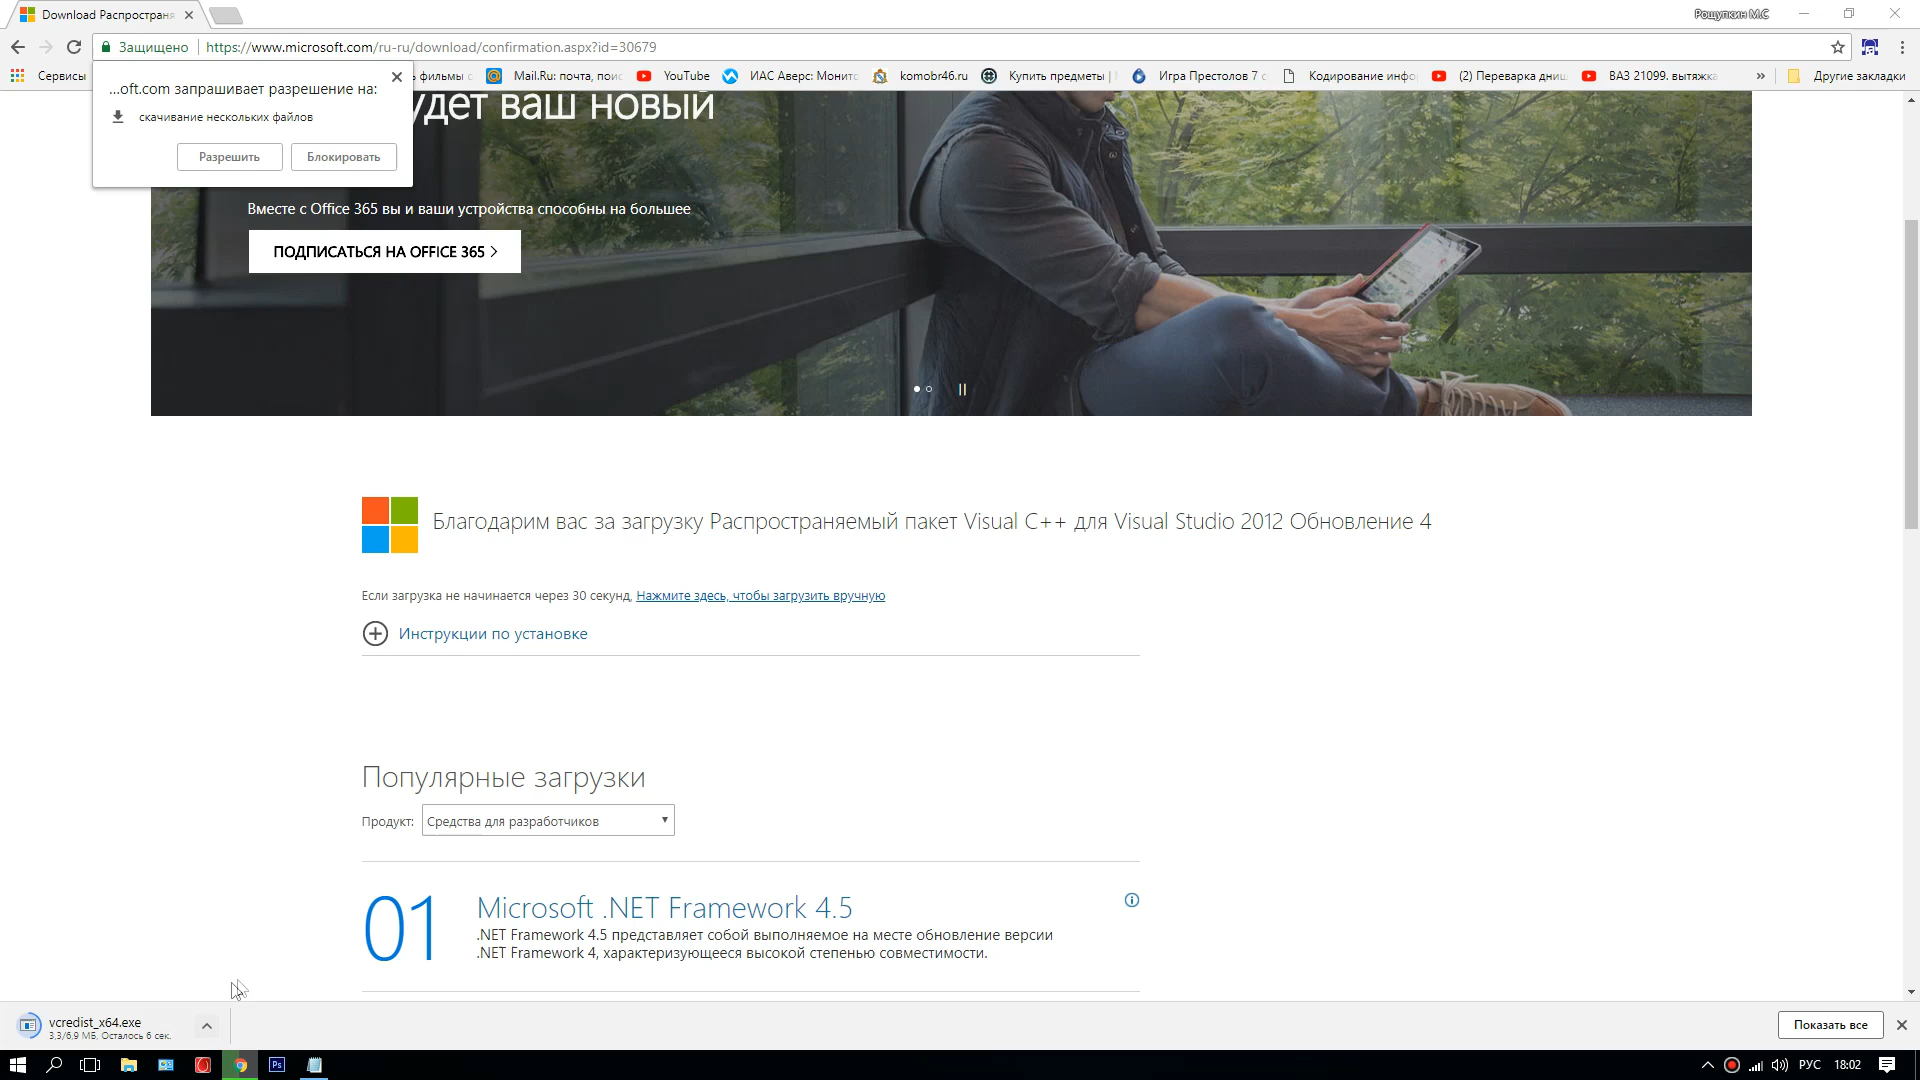 Download Распространя
Рощупкин М.С
Защищено
https://www.microsoft.com/ru-ru/download/confirmation.aspx?id=30679
Сервисы
фильмы
Mail.Ru: почта, пои
YouTube
ИАС Аверс: Монит
komobr46.ru
Купить предметы |
Игра Престолов 7
Кодирование инфо
(2) Переварка дни
ВАЗ 21099. вытяжк
»
Другие закладки
...oft.com запрашивает разрешение на:
скачивание нескольких файлов
Разрешить
Блокировать
удет ваш новый
Вместе с Office 365 вы и ваши устройства способны на большее
ПОДПИСАТЬСЯ НА OFFICE 365 >
Благодарим вас за загрузку Распространяемый пакет Visual C++ для Visual Studio 2012 Обновление 4
Если загрузка не начинается через 30 секунд, Нажмите здесь, чтобы загрузить вручную
Инструкции по установке
Популярные загрузки
Продукт:
Средства для разработчиков
01
Microsoft .NET Framework 4.5
.NET Framework 4.5 представляет собой выполняемое на месте обновление версии
.NET Framework 4, характеризующееся высокой степенью совместимости.
vcredist_x64.exe
3,3/6,9 МБ, Осталось 6 сек.
Показать все
Ps
РУС
18:02